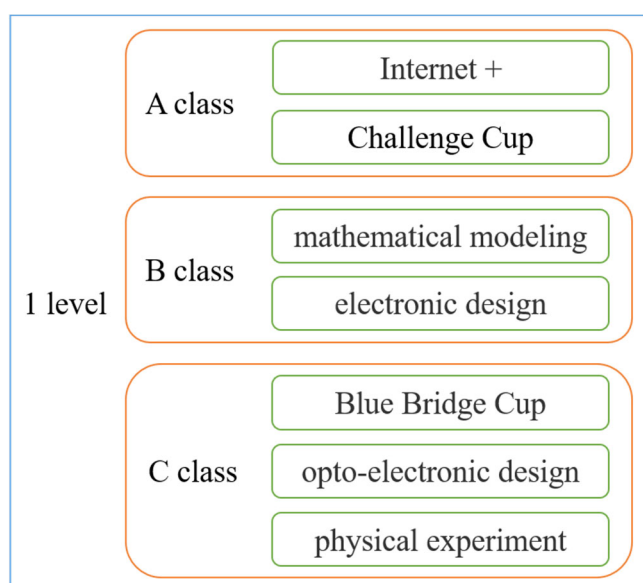 1 level
A class
Internet +
Challenge Cup
B class
mathematical modeling
electronic design
C class
Blue Bridge Cup
opto-electronic design
physical experiment